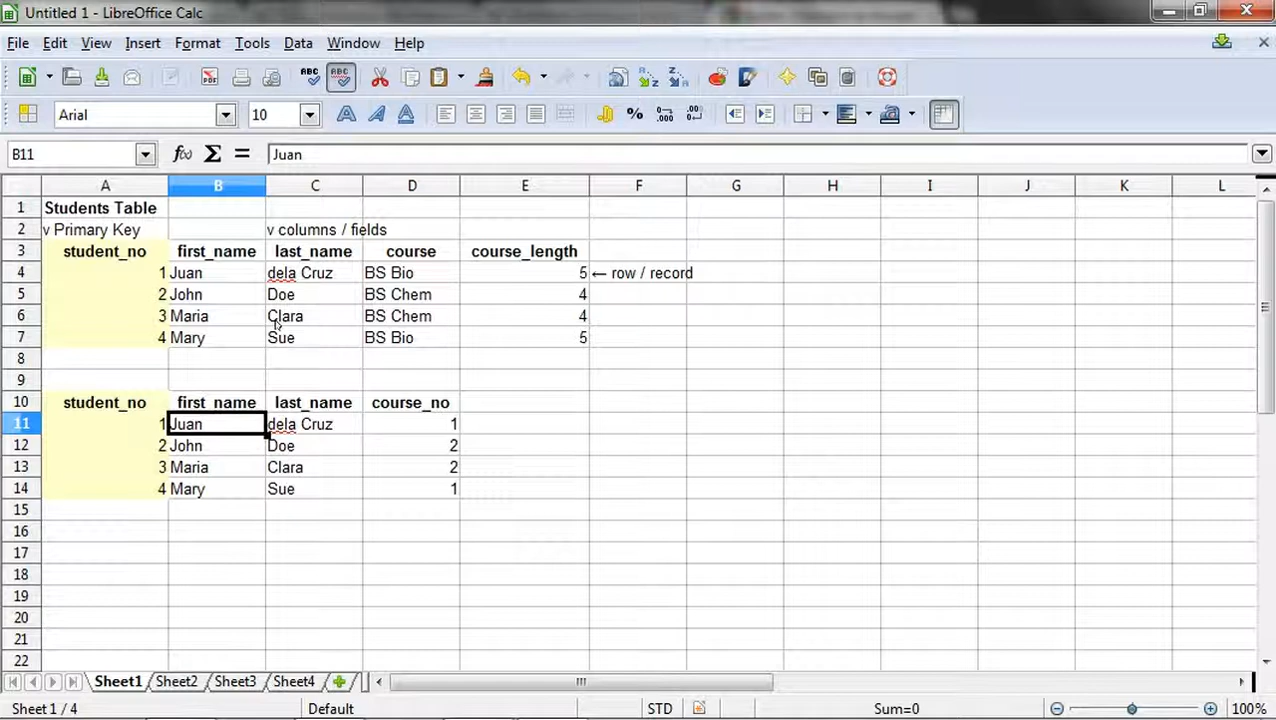 Untitled 1 - LibreOffice Calc
File Edit View Insert Format Tools Data Window Help
Arial 10
B11 Juan
A B C D E F G H I J K L
1 Students Table
2 v Primary Key v columns / fields
3 student_no first_name last_name course course_length
4 1 Juan dela Cruz BS Bio 5 ← row / record
5 2 John Doe BS Chem 4
6 3 Maria Clara BS Chem 4
7 4 Mary Sue BS Bio 5
8
9
10 student_no first_name last_name course_no
11 1 Juan dela Cruz 1
12 2 John Doe 2
13 3 Maria Clara 2
14 4 Mary Sue 1
15
16
17
18
19
20
21
22
Sheet1 Sheet2 Sheet3 Sheet4
Sheet 1 / 4 Default STD Sum=0 100%